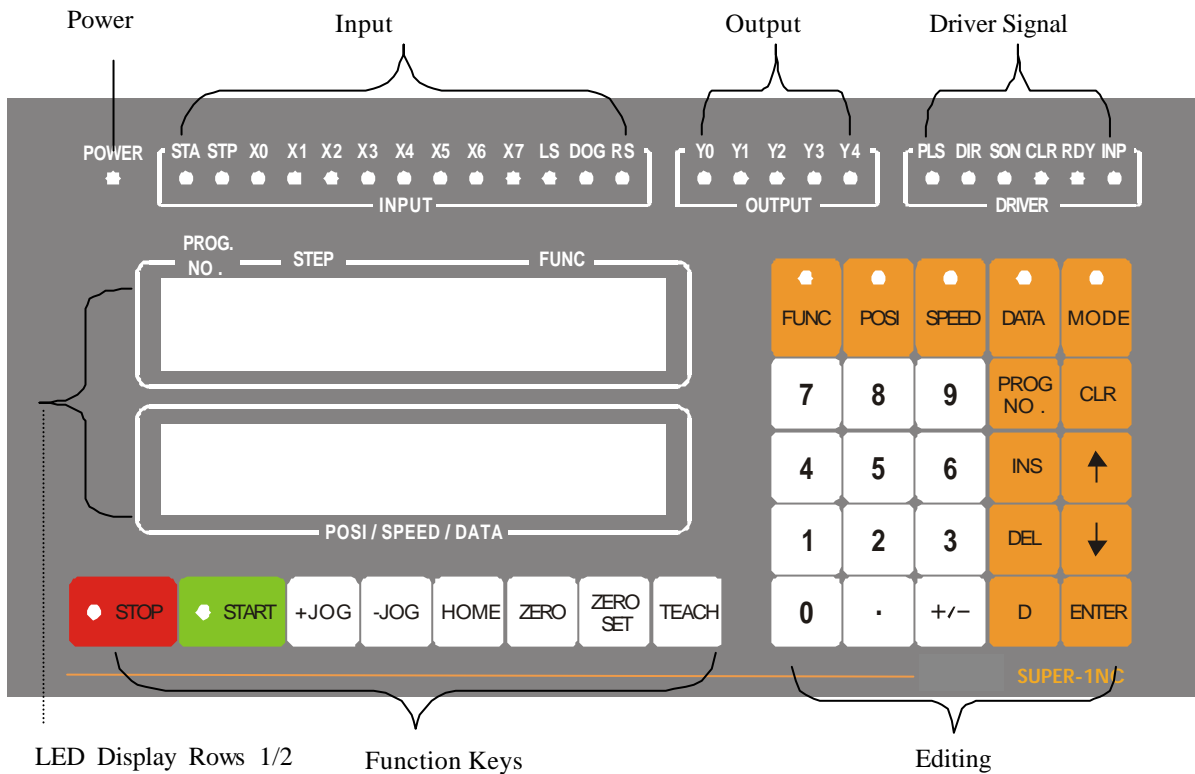 Power Input Output Driver Signal
POWER STA STP X0 X1 X2 X3 X4 X5 X6 X7 LS DOG RS Y0 Y1 Y2 Y3 Y4 PLS DIR SON CLR RDY INP
INPUT OUTPUT DRIVER
PROG.
NO . STEP FUNC
FUNC POSI SPEED DATA MODE
7 8 9 PROG
NO . CLR
4 5 6 INS ↑
POSI / SPEED / DATA
1 2 3 DEL ↓
STOP START +JOG -JOG HOME ZERO ZERO
SET TEACH
0 . +/− D ENTER
SUPER-1NC
LED Display Rows 1/2 Function Keys Editing